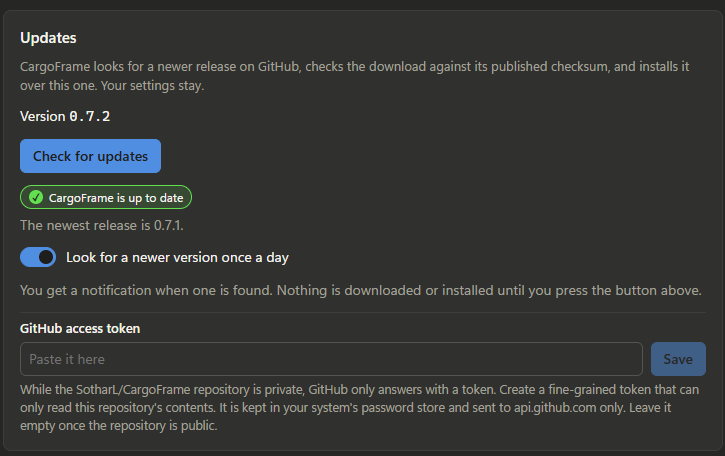 Updates
CargoFrame looks for a newer release on GitHub, checks the download against its published checksum, and installs it
over this one. Your settings stay.
Version 0.7.2
Check for updates
CargoFrame is up to date
The newest release is 0.7.1.
Look for a newer version once a day
You get a notification when one is found. Nothing is downloaded or installed until you press the button above.
GitHub access token
Paste it here
Save
While the SotharL/CargoFrame repository is private, GitHub only answers with a token. Create a fine-grained token that can
only read this repository's contents. It is kept in your system's password store and sent to api.github.com only. Leave it
empty once the repository is public.